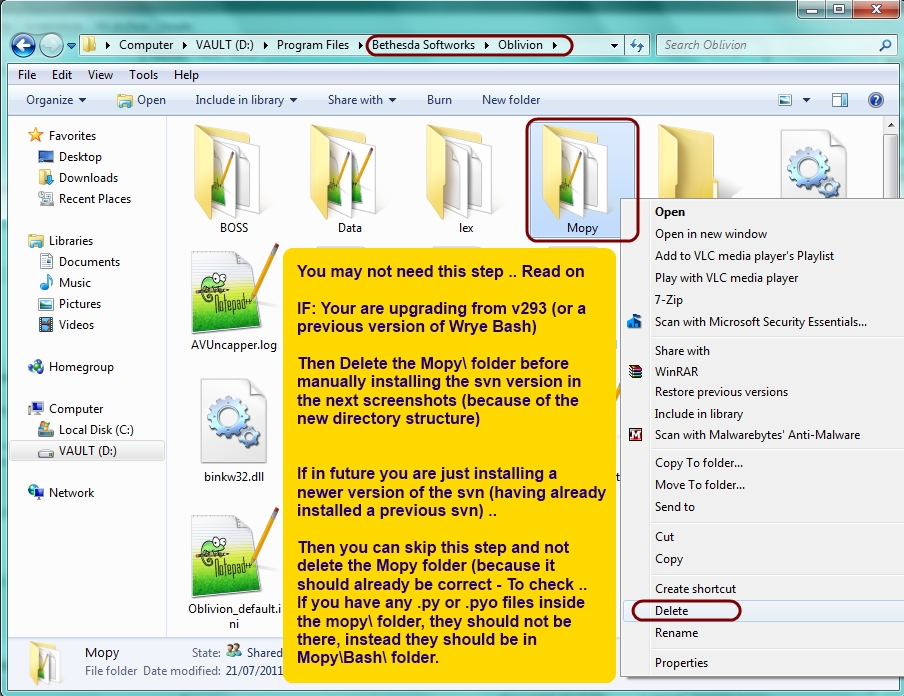 Computer ▸ VAULT (D:) ▸ Program Files ▸ Bethesda Softworks ▸ Oblivion ▸
Search Oblivion
File Edit View Tools Help
Organize Open Include in library Share with Burn New folder
Favorites
Desktop
Downloads
Recent Places
Libraries
Documents
Music
Pictures
Videos
Homegroup
Computer
Local Disk (C:)
VAULT (D:)
Network
BOSS
Data
lex
Mopy
Notepad++
AVUncapper.log
binkw32.dll
Notepad++
Oblivion_default.i
ni
You may not need this step .. Read on
IF: Your are upgrading from v293 (or a
previous version of Wrye Bash)
Then Delete the Mopy\ folder before
manually installing the svn version in
the next screenshots (because of the
new directory structure)
If in future you are just installing a
newer version of the svn (having already
installed a previous svn) ..
Then you can skip this step and not
delete the Mopy folder (because it
should already be correct - To check ..
If you have any .py or .pyo files inside
the mopy\ folder, they should not be
there, instead they should be in
Mopy\Bash\ folder.
Open
Open in new window
Add to VLC media player's Playlist
Play with VLC media player
7-Zip
Scan with Microsoft Security Essentials...
Share with
WinRAR
Restore previous versions
Include in library
Scan with Malwarebytes' Anti-Malware
Copy To folder...
Move To folder...
Send to
Cut
Copy
Create shortcut
Delete
Rename
Properties
Mopy
State: Shared
File folder Date modified: 21/07/2011